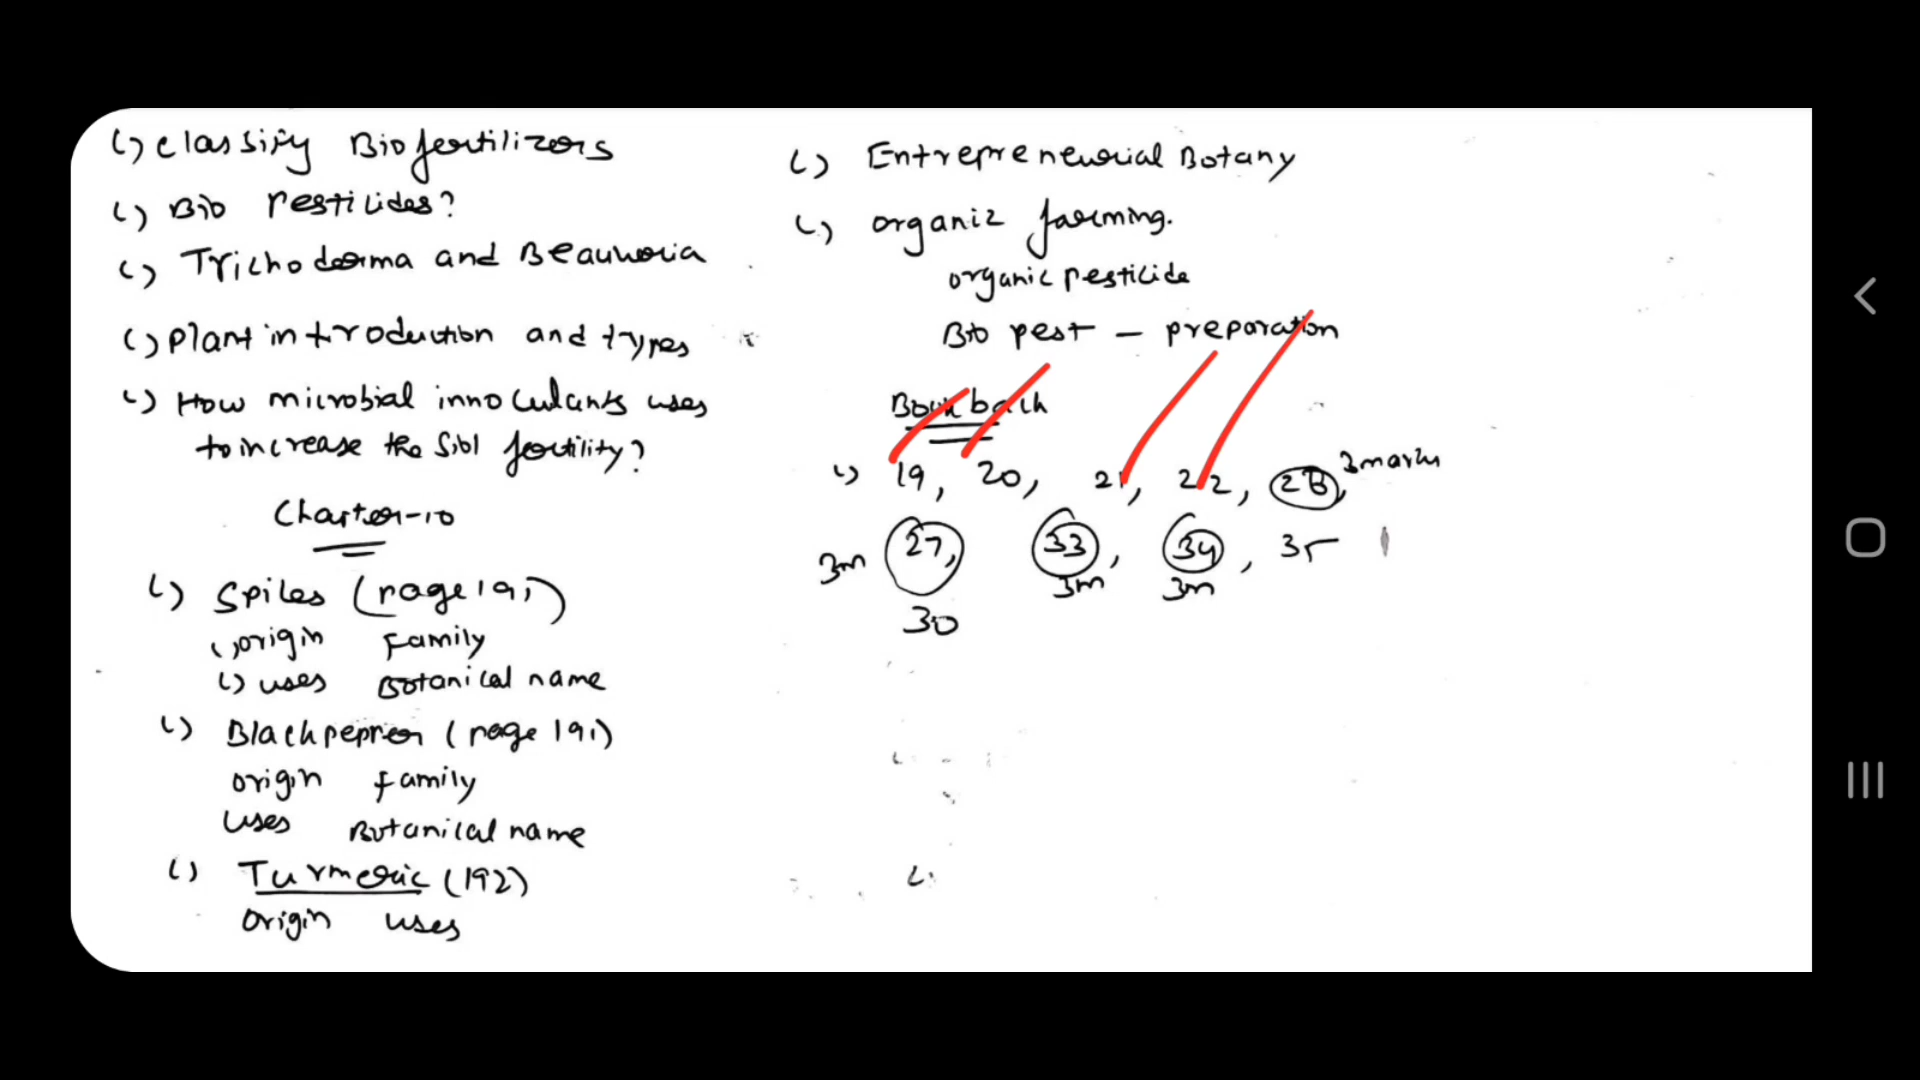 (,) classify Biofertilizers
(,) Bio Pesticides?
(,) Trichoderma and Beauveria
(,) Plant introduction and types
(,) How microbial innoculants uses
to increase the Soil fertility?
Chapter-10
(,) Spices (Page 191)
(,) origin Family
(,) uses Botanical name
(,) Blackpepper (Page 191)
origin family
uses Botanical name
(,) Turmeric (192)
origin uses
(,) Entrepreneurial Botany
(,) organic farming.
organic pesticide
Bio pest - preparation
Book back
(,) 19, 20, 21, 22, 3marks
3m 27, 33, 34, 35
3m 3m
30